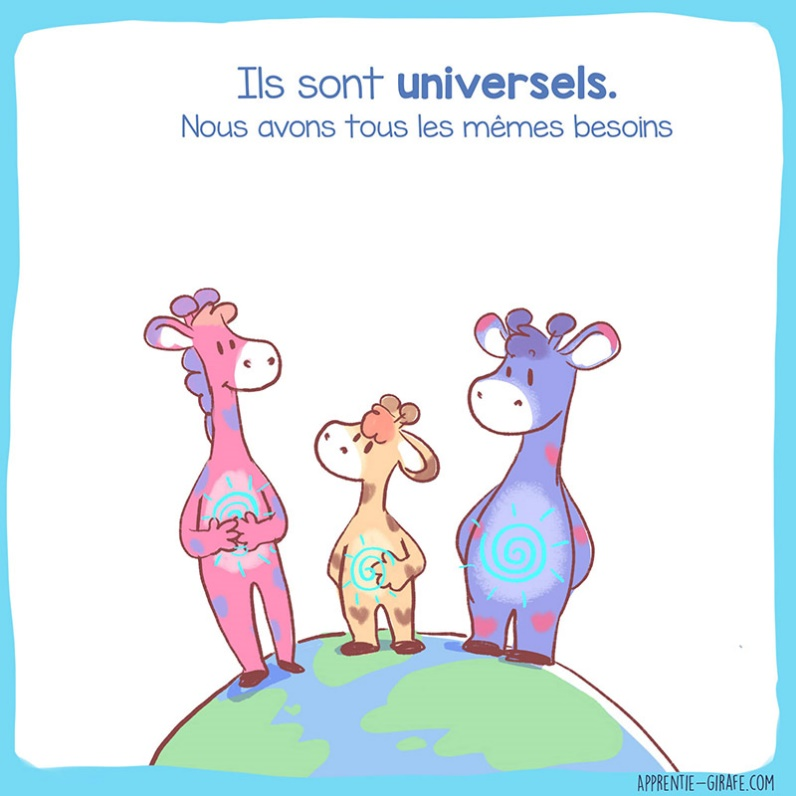 Ils sont universels.
Nous avons tous les mêmes besoins
APPRENTIE-GIRAFE.COM